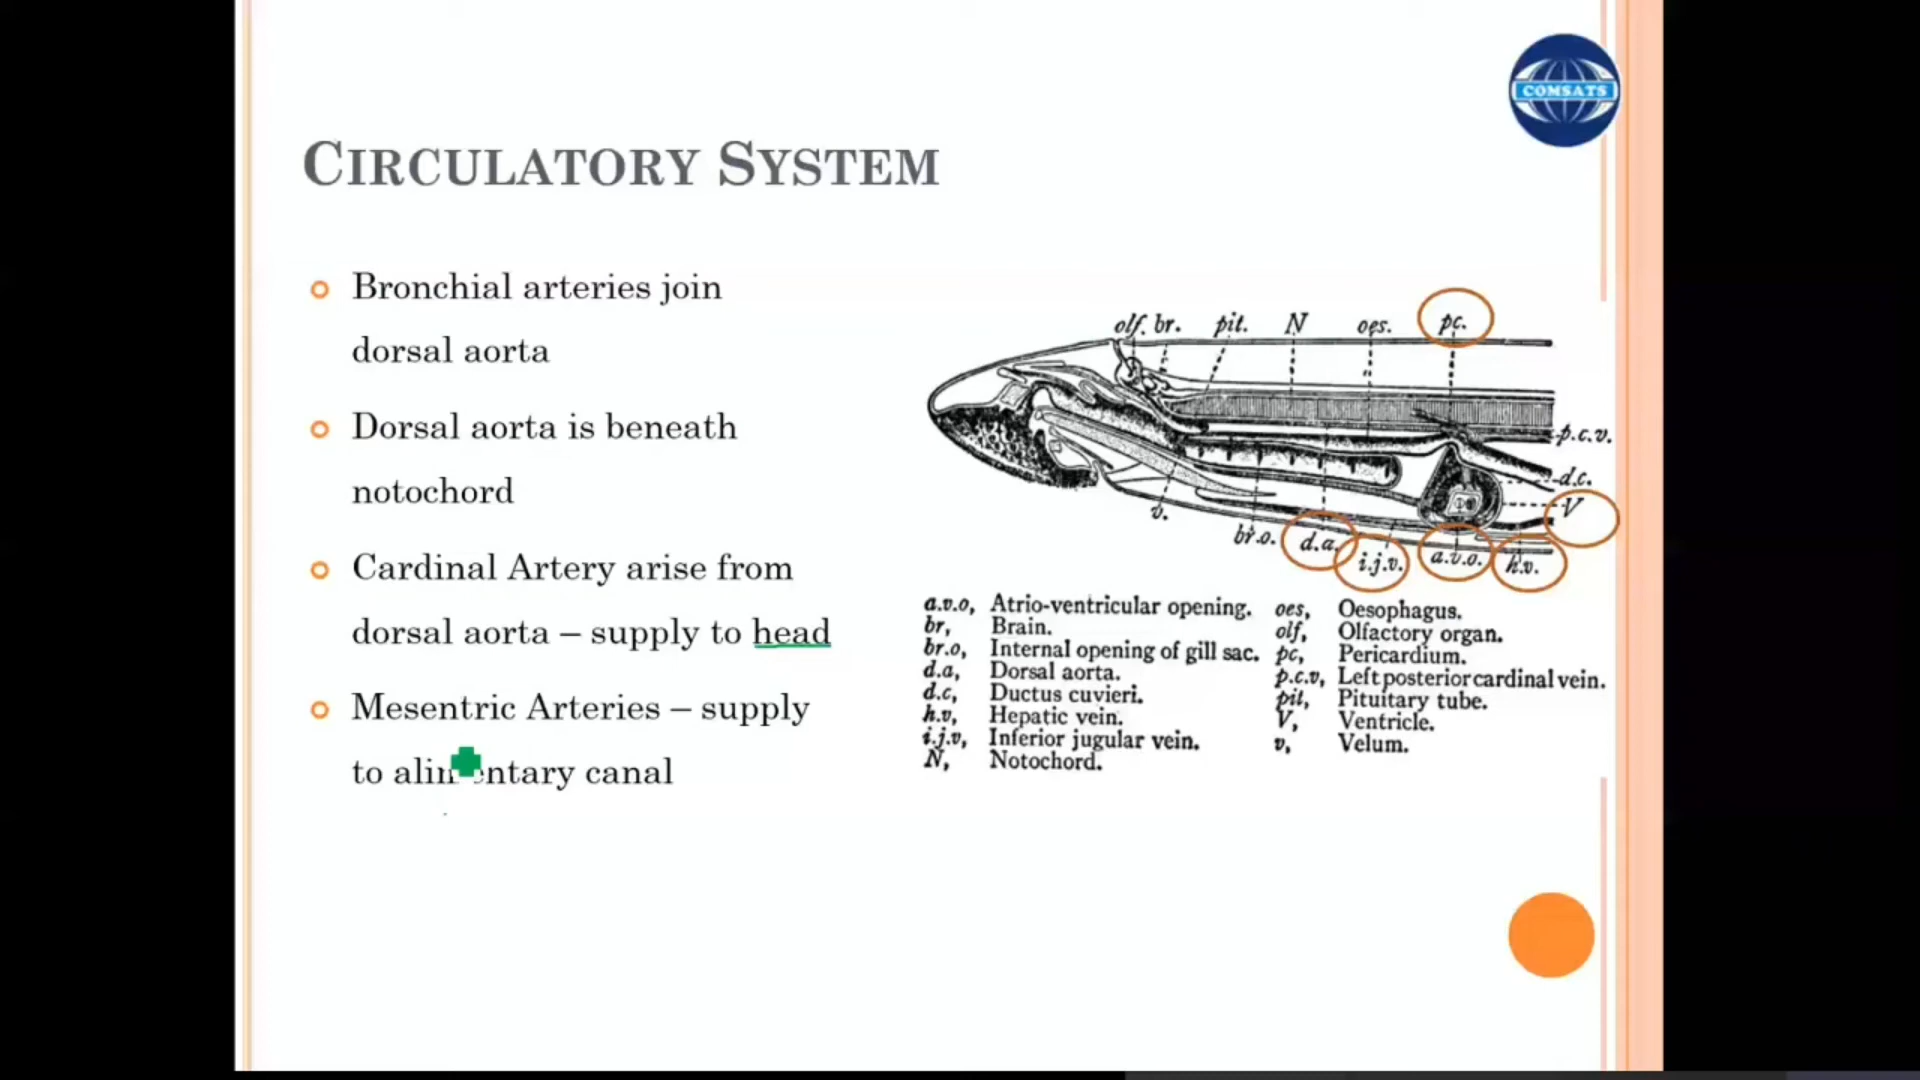 COMSATS
CIRCULATORY SYSTEM
Bronchial arteries join
dorsal aorta
Dorsal aorta is beneath
notochord
Cardinal Artery arise from
dorsal aorta – supply to head
Mesentric Arteries – supply
to canal
olf. br. pit. N oes. pc.
p.c.v.
d.c.
V
v. br.o. d.a. i.j.v. a.v.o. h.v.
a.v.o, Atrio-ventricular opening.
br, Brain.
br.o, Internal opening of gill sac.
d.a, Dorsal aorta.
d.c, Ductus cuvieri.
h.v, Hepatic vein.
i.j.v, Inferior jugular vein.
N, Notochord.
oes, Oesophagus.
olf, Olfactory organ.
pc, Pericardium.
p.c.v, Left posterior cardinal vein.
pit, Pituitary tube.
V, Ventricle.
v, Velum.